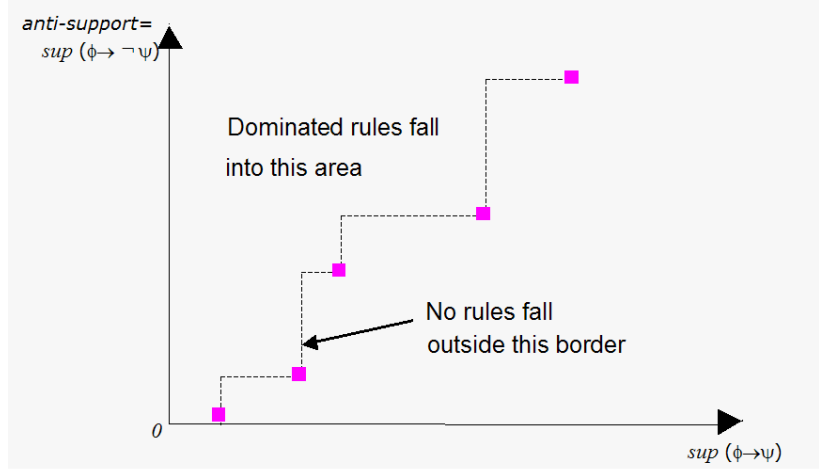 anti-support=
sup (ϕ→ ¬ ψ)
Dominated rules fall
into this area
No rules fall
outside this border
0
sup (ϕ→ψ)